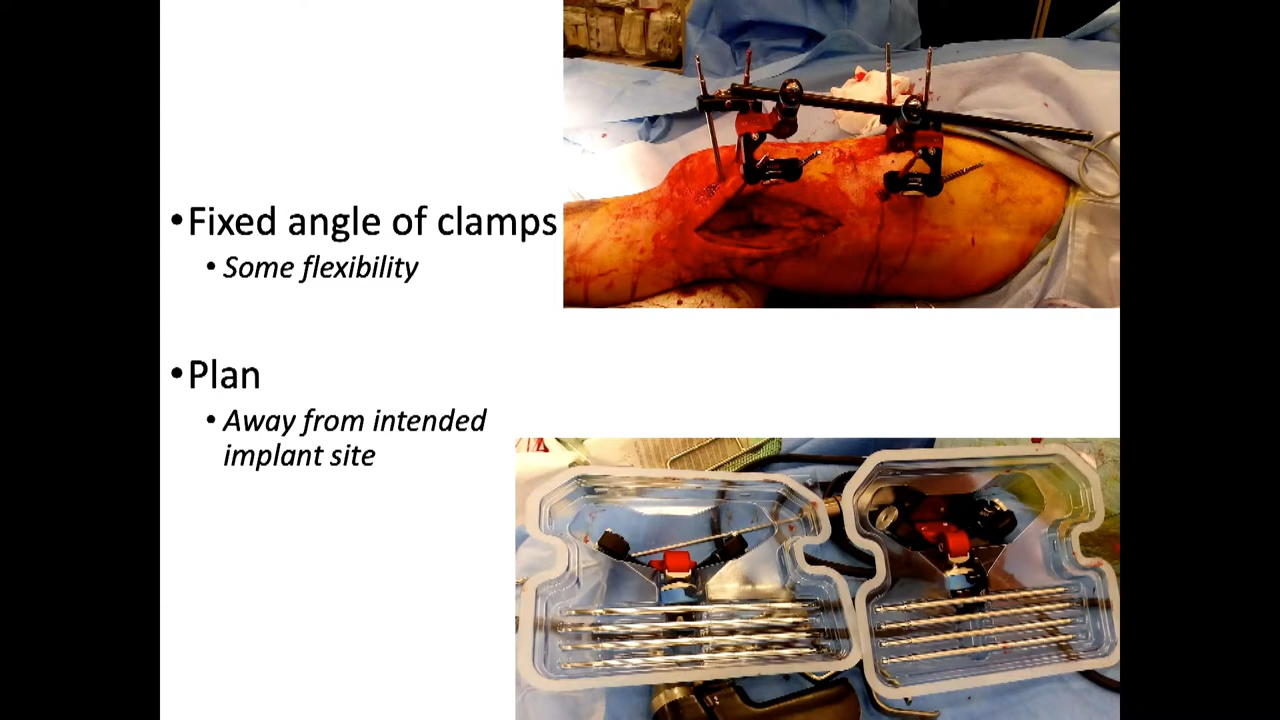 •Fixed angle of clamps
• Some flexibility
•Plan
• Away from intended
implant site